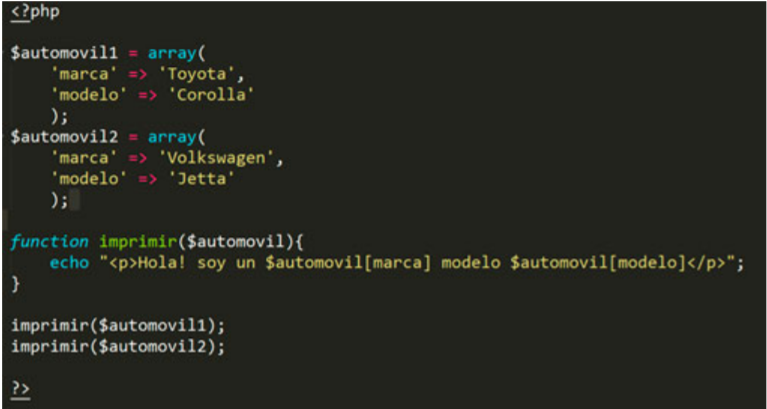 <?php
$automovil1 = array(
'marca' => 'Toyota',
'modelo' => 'Corolla'
);
$automovil2 = array(
'marca' => 'Volkswagen',
'modelo' => 'Jetta'
);
function imprimir($automovil){
echo "<p>Hola! soy un $automovil[marca] modelo $automovil[modelo]</p>";
}
imprimir($automovil1);
imprimir($automovil2);
?>